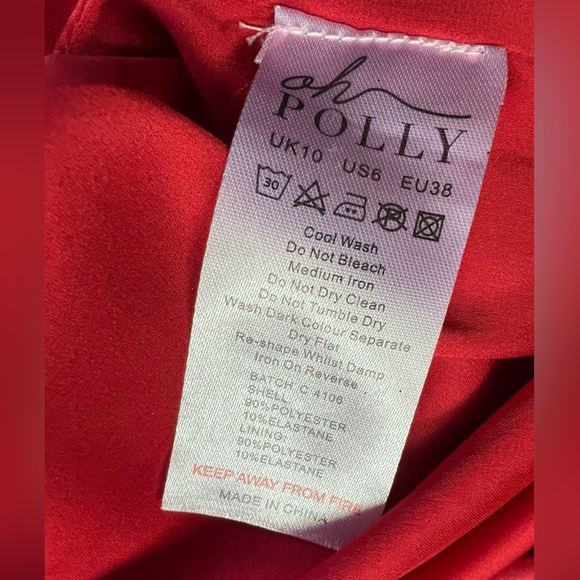 oh
POLLY
UK10 US6 EU38
30
Cool Wash
Do Not Bleach
Medium Iron
Do Not Dry Clean
Do Not Tumble Dry
Wash Dark Colour Separate
Dry Flat
Re-shape Whilst Damp
Iron On Reverse
BATCH C 4106
SHELL
90%POLYESTER
10%ELASTANE
LINING:
90%POLYESTER
10%ELASTANE
KEEP AWAY FROM FIRE
MADE IN CHINA